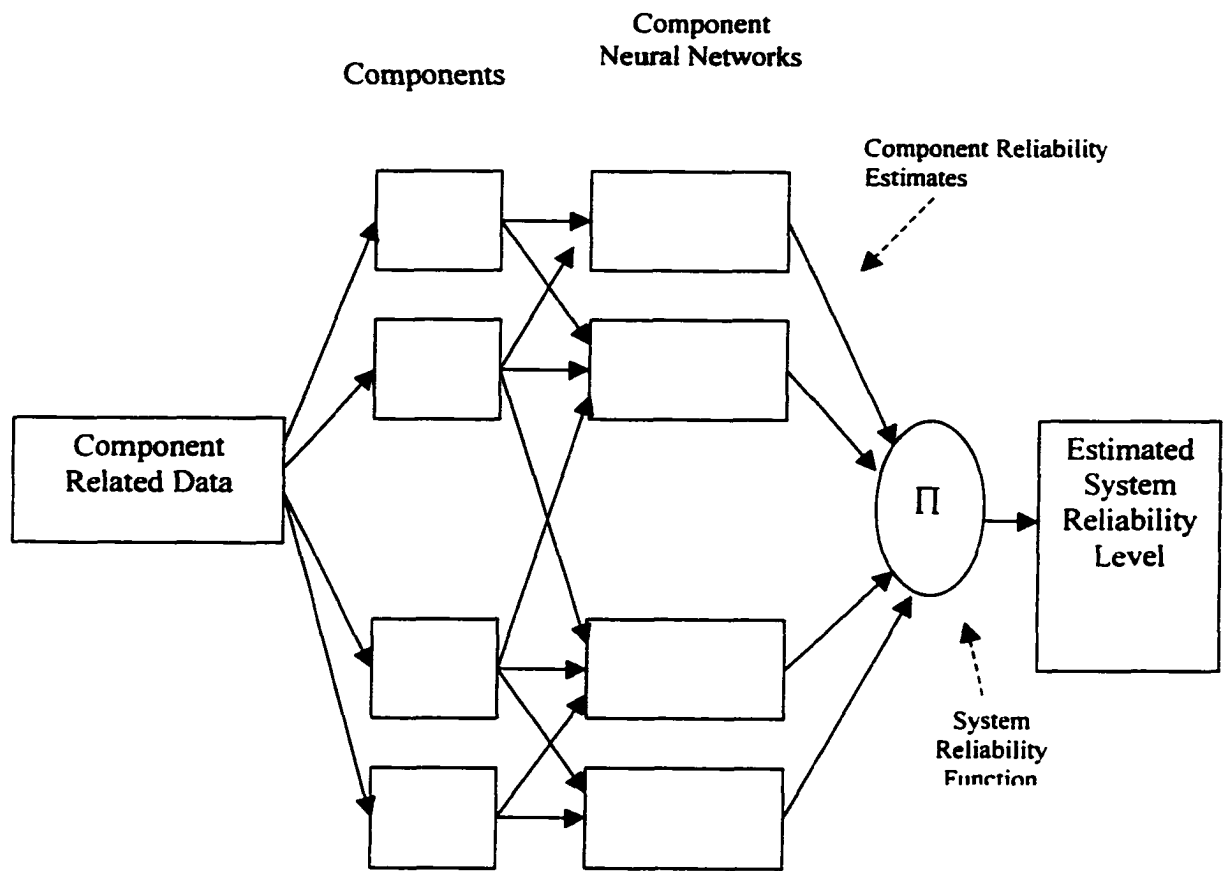 Component
Neural Networks
Components
Component Reliability
Estimates
Component
Related Data
Π
Estimated
System
Reliability
Level
System
Reliability
Function